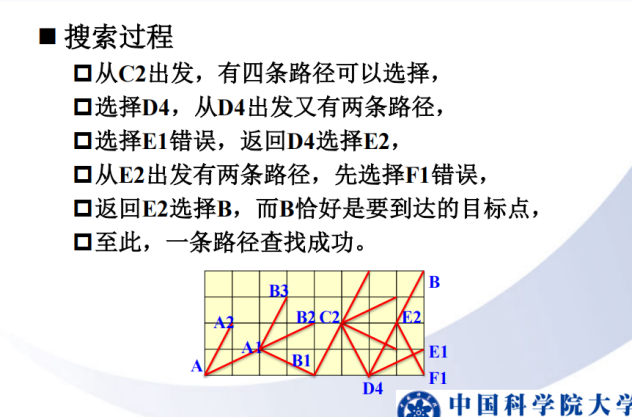 ■ 搜索过程
从C2出发，有四条路径可以选择，
选择D4，从D4出发又有两条路径，
选择E1错误，返回D4选择E2，
从E2出发有两条路径，先选择F1错误，
返回E2选择B，而B恰好是要到达的目标点，
至此，一条路径查找成功。
B
B3
A2 B2 C2 E2
A1 E1
A B1 F1
D4
中国科学院大学